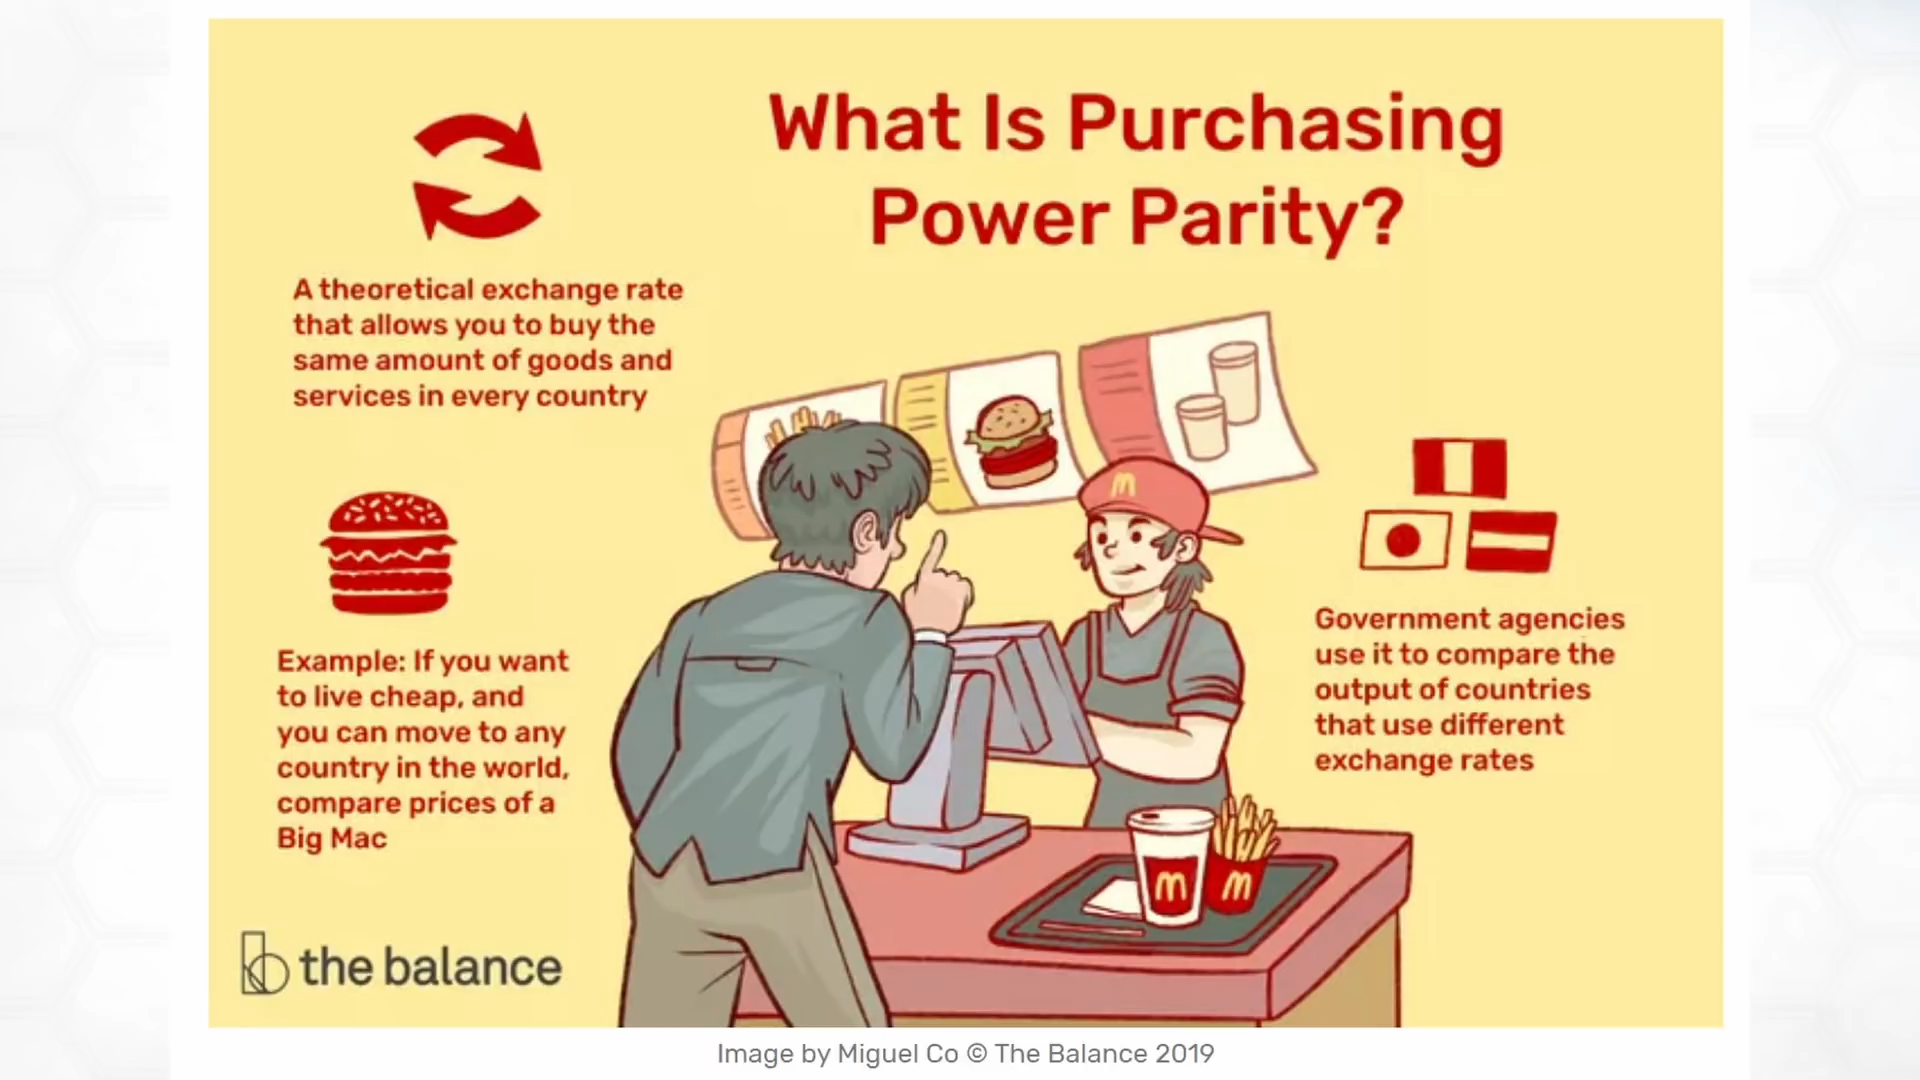 What Is Purchasing
Power Parity?
A theoretical exchange rate
that allows you to buy the
same amount of goods and
services in every country
Example: If you want
to live cheap, and
you can move to any
country in the world,
compare prices of a
Big Mac
Government agencies
use it to compare the
output of countries
that use different
exchange rates
m
m
m
the balance
Image by Miguel Co © The Balance 2019